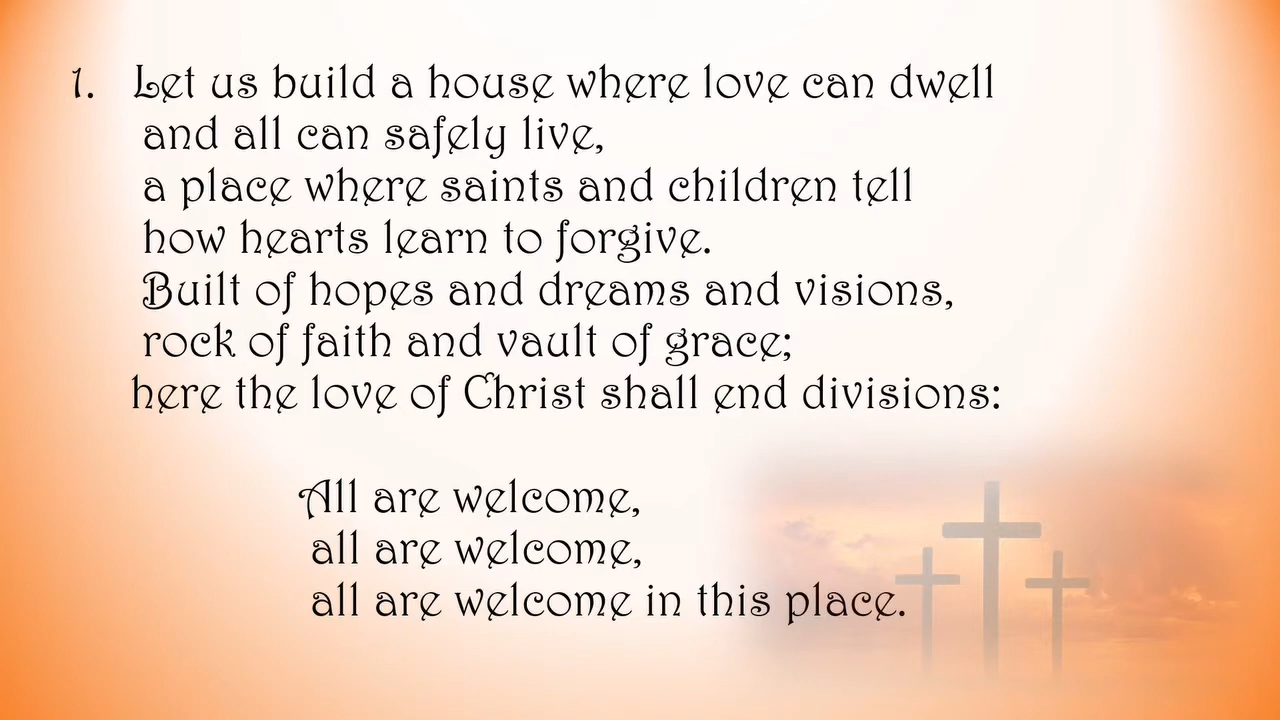 1. Let us build a house where love can dwell
and all can safely live,
a place where saints and children tell
how hearts learn to forgive.
Built of hopes and dreams and visions,
rock of faith and vault of grace;
here the love of Christ shall end divisions:
All are welcome,
all are welcome,
all are welcome in this place.